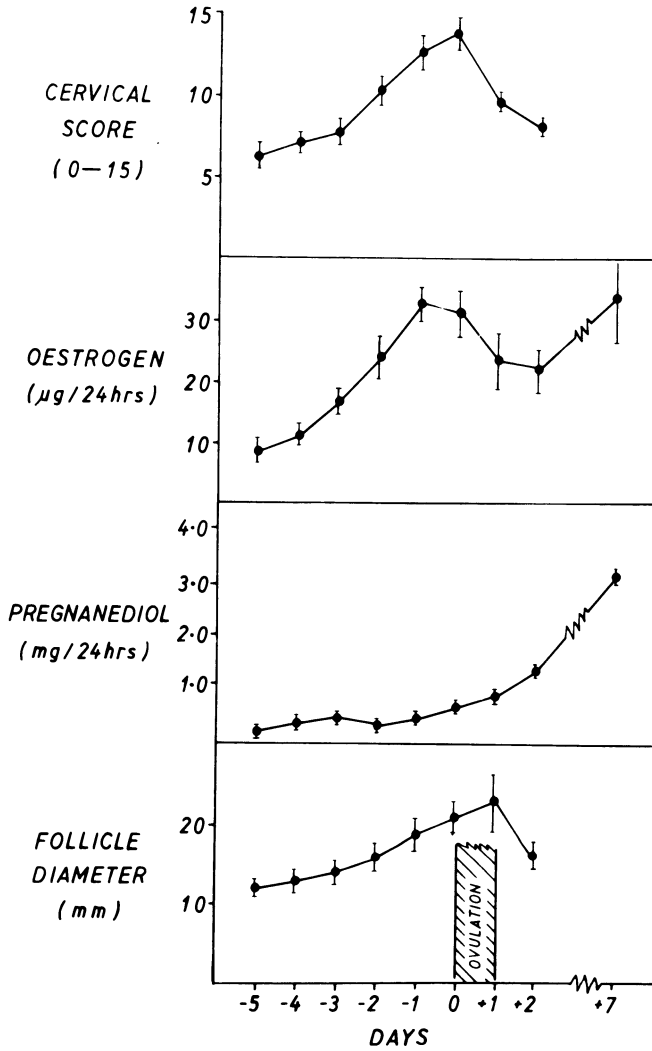 15
CERVICAL
10
SCORE
(0–15)
5
30
OESTROGEN
20
(µg/24hrs)
10
4·0
3·0
PREGNANEDIOL
2·0
(mg/24hrs)
1·0
20
FOLLICLE
DIAMETER
10
(mm)
OVULATION
-5 -4 -3 -2 -1 0 +1 +2 +7
DAYS